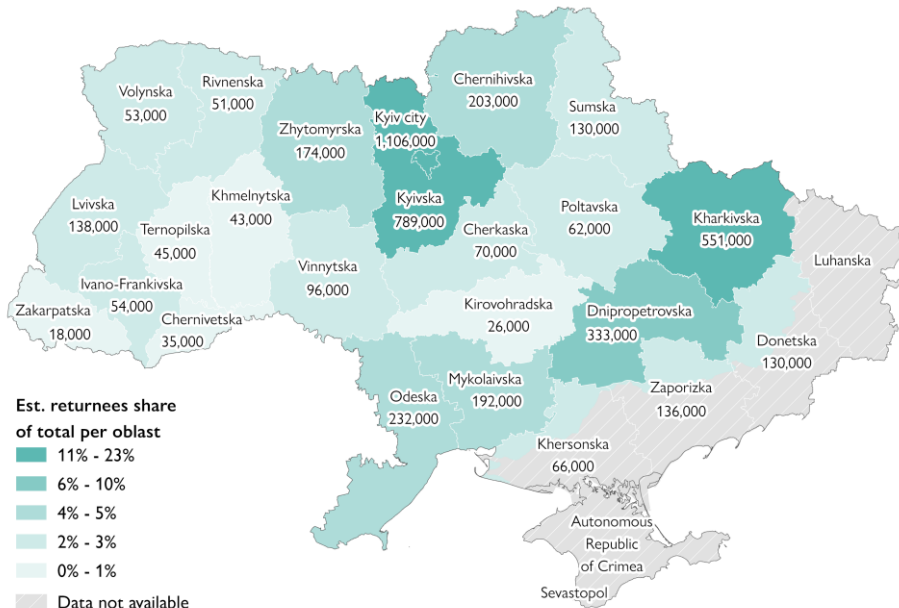 Volynska
53,000
Rivnenska
51,000
Zhytomyrska
174,000
Kyiv city
1,106,000
Chernihivska
203,000
Sumska
130,000
Lvivska
138,000
Ternopilska
45,000
Khmelnytska
43,000
Kyivska
789,000
Cherkaska
70,000
Poltavska
62,000
Kharkivska
551,000
Luhanska
Ivano-Frankivska
54,000
Vinnytska
96,000
Zakarpatska
18,000
Chernivetska
35,000
Kirovohradska
26,000
Dnipropetrovska
333,000
Donetska
130,000
Odeska
232,000
Mykolaivska
192,000
Zaporizka
136,000
Khersonska
66,000
Autonomous
Republic
of Crimea
Sevastopol
Est. returnees share
of total per oblast
11% - 23%
6% - 10%
4% - 5%
2% - 3%
0% - 1%
Data not available